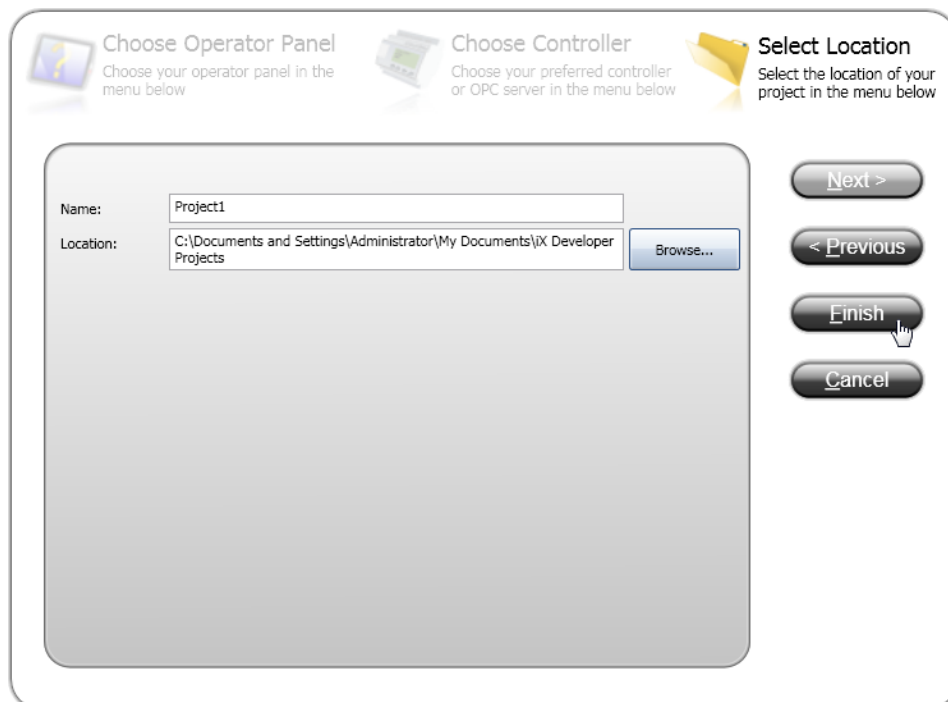 Choose Operator Panel
Choose your operator panel in the
menu below
Choose Controller
Choose your preferred controller
or OPC server in the menu below
Select Location
Select the location of your
project in the menu below
Name:
Project1
Location:
C:\Documents and Settings\Administrator\My Documents\iX Developer
Projects
Browse...
Next >
< Previous
Finish
Cancel